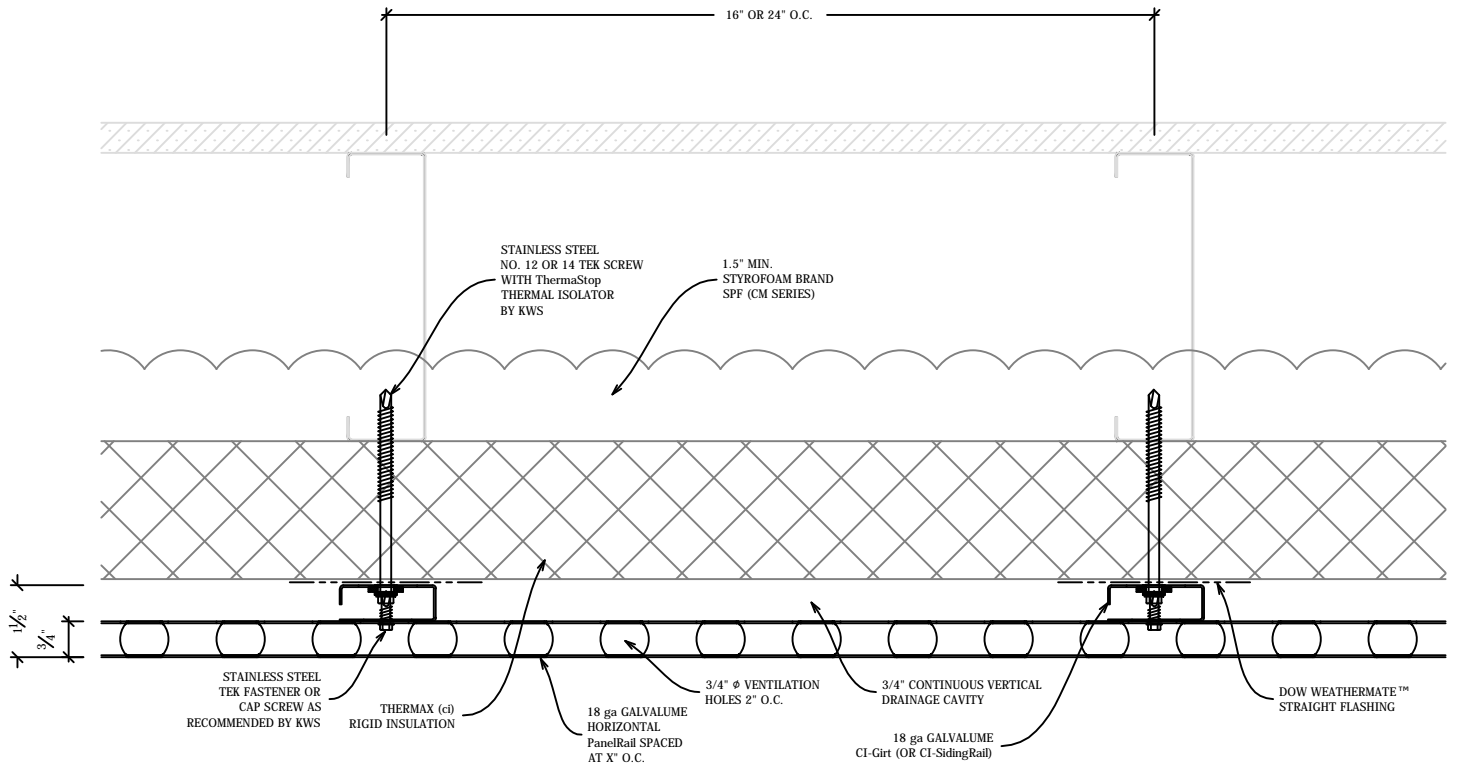 16" OR 24" O.C.
STAINLESS STEEL
NO. 12 OR 14 TEK SCREW
WITH ThermaStop
THERMAL ISOLATOR
BY KWS
1.5" MIN.
STYROFOAM BRAND
SPF (CM SERIES)
1½"
¾"
STAINLESS STEEL
TEK FASTENER OR
CAP SCREW AS
RECOMMENDED BY KWS
THERMAX (ci)
RIGID INSULATION
18 ga GALVALUME
HORIZONTAL
PanelRail SPACED
AT X" O.C.
3/4" ø VENTILATION
HOLES 2" O.C.
3/4" CONTINUOUS VERTICAL
DRAINAGE CAVITY
18 ga GALVALUME
CI-Girt (OR CI-SidingRail)
DOW WEATHERMATE™
STRAIGHT FLASHING